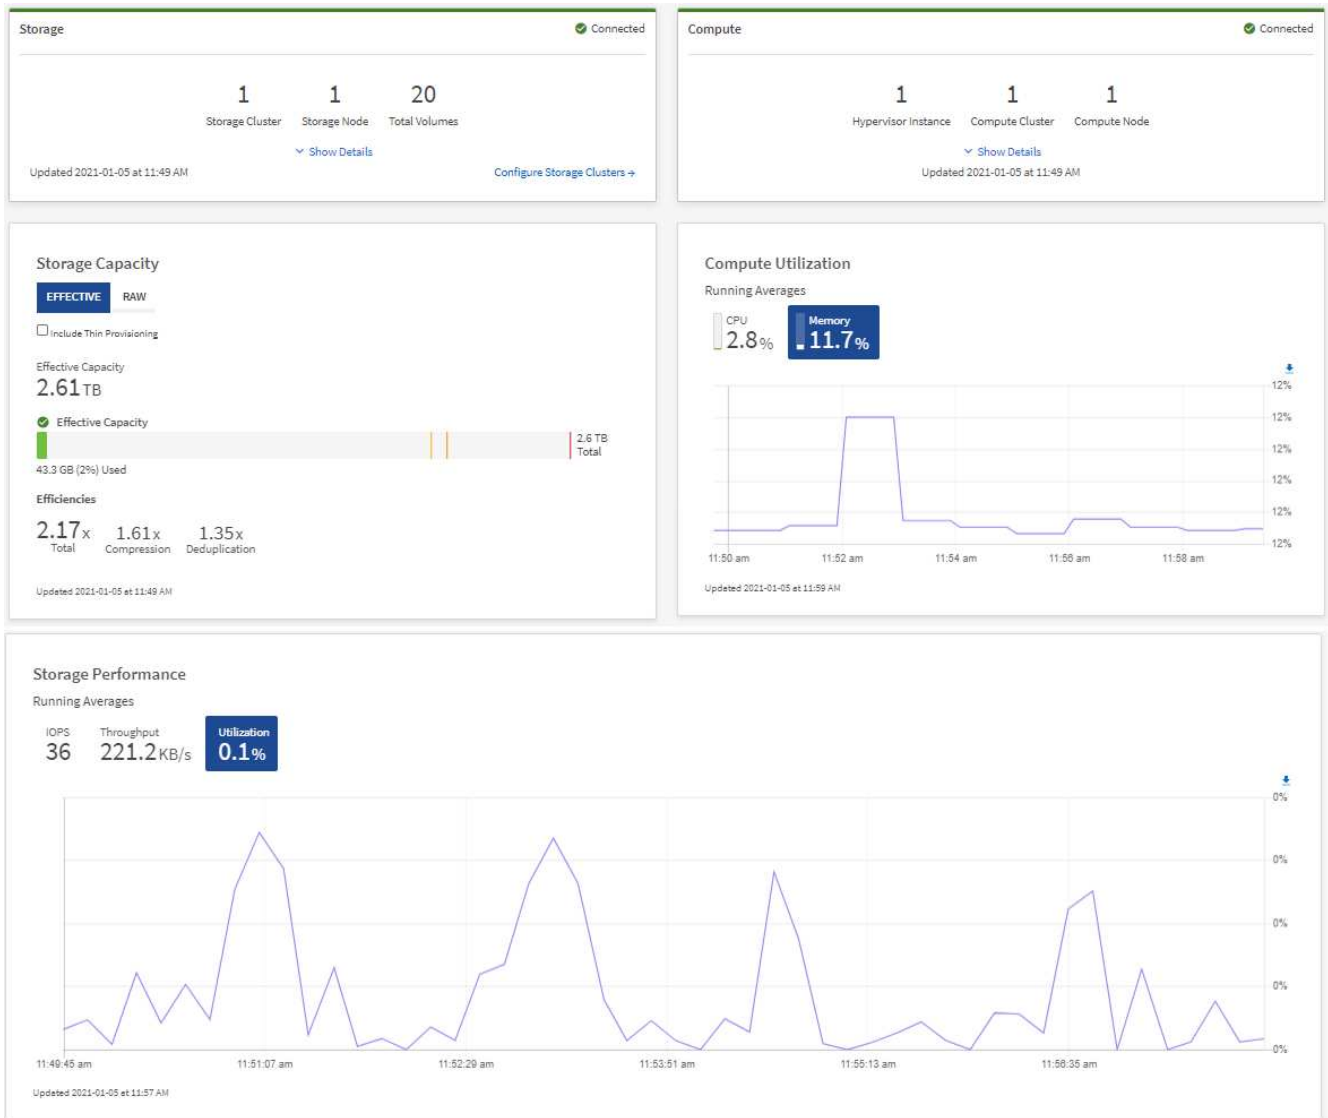 Storage
Connected
1 1 20
Storage Cluster Storage Node Total Volumes
Show Details
Updated 2021-01-05 at 11:49 AM
Configure Storage Clusters →
Compute
Connected
1 1 1
Hypervisor Instance Compute Cluster Compute Node
Show Details
Updated 2021-01-05 at 11:49 AM
Storage Capacity
EFFECTIVE RAW
Include Thin Provisioning
Effective Capacity
2.61 TB
Effective Capacity
2.6 TB
Total
43.3 GB (2%) Used
Efficiencies
2.17x 1.61x 1.35x
Total Compression Deduplication
Updated 2021-01-05 at 11:49 AM
Compute Utilization
Running Averages
CPU
2.8%
Memory
11.7%
12%
12%
12%
12%
12%
12%
11:50 am 11:52 am 11:54 am 11:56 am 11:58 am
Updated 2021-01-05 at 11:59 AM
Storage Performance
Running Averages
IOPS
36
Throughput
221.2 KB/s
Utilization
0.1%
0%
0%
0%
0%
0%
11:49:45 am 11:51:07 am 11:52:29 am 11:53:51 am 11:55:13 am 11:56:35 am
Updated 2021-01-05 at 11:57 AM